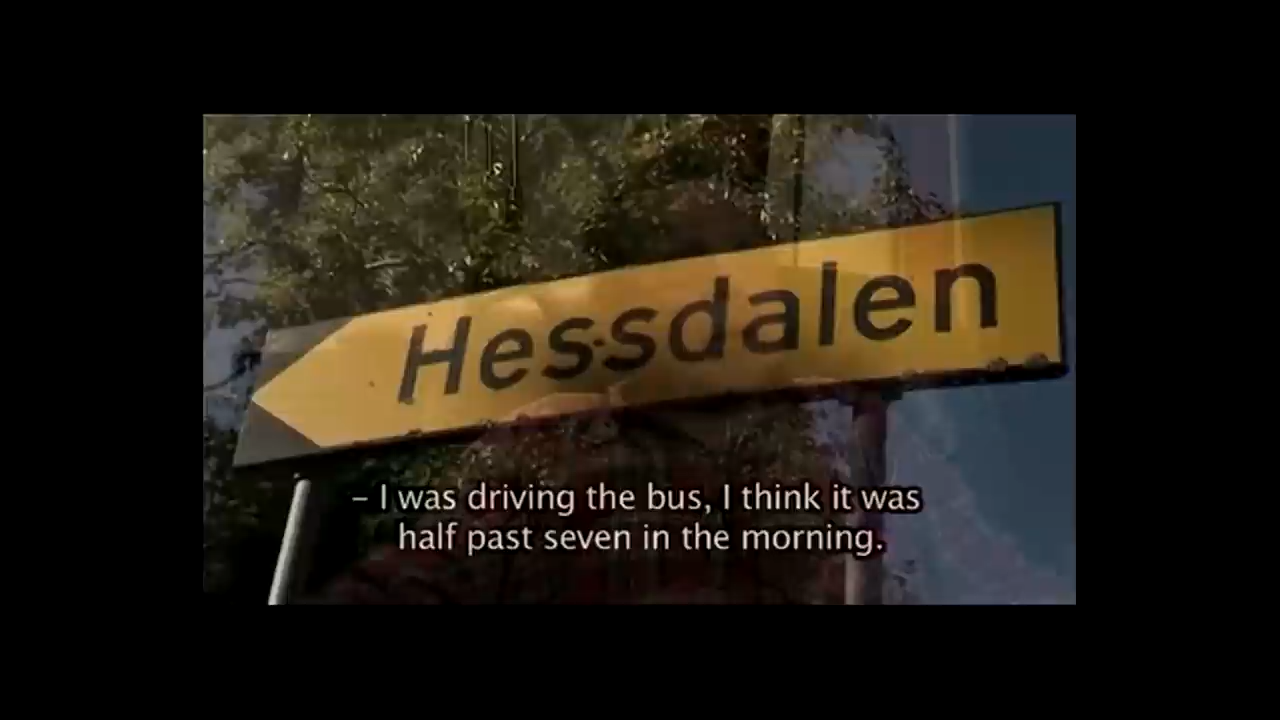 Hessdalen
– I was driving the bus, I think it was
half past seven in the morning.